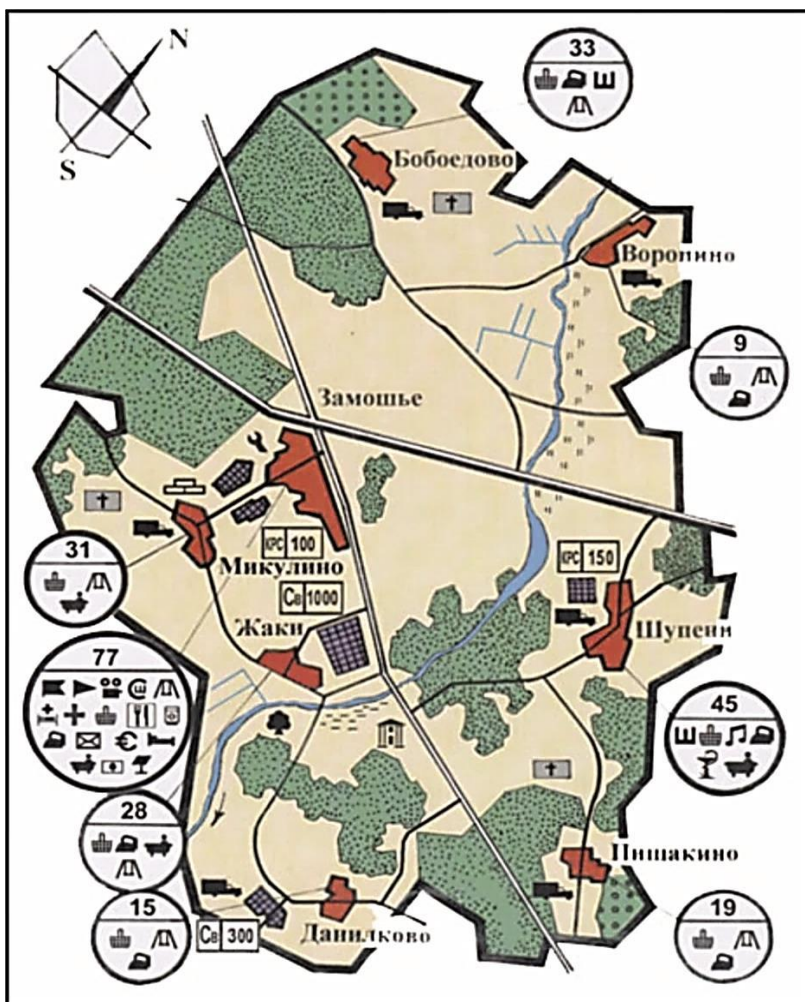 N
S
33
Ш
Бобоедово
Воронино
9
Замошье
31
КРС 100
Микулино
Св 1000
Жаки
КРС 150
Шупени
77
45
Ш
28
15
Св 300
Данилково
Пишакино
19